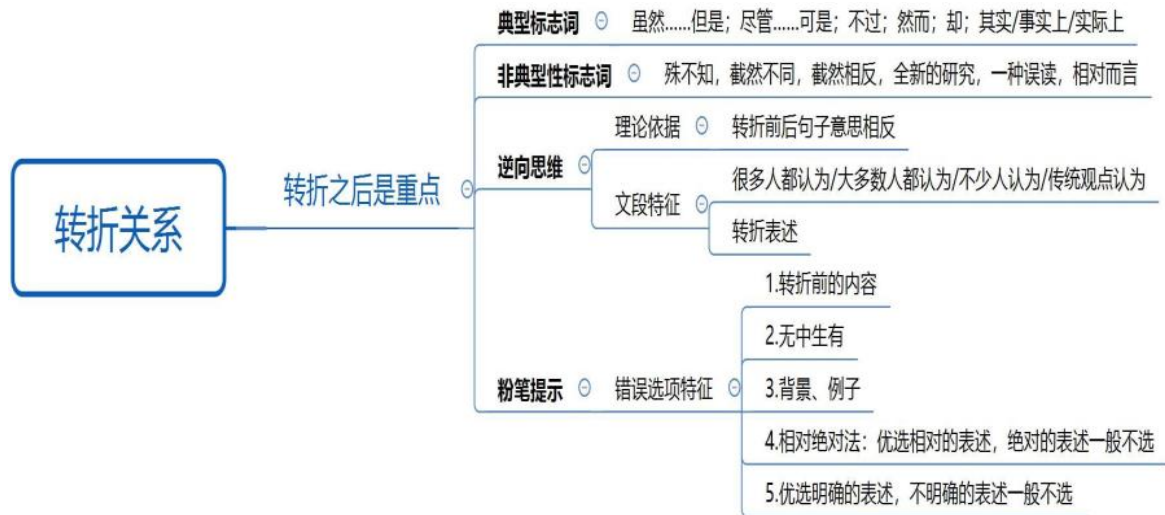 转折关系
转折之后是重点
典型标志词
虽然……但是；尽管……可是；不过；然而；却；其实/事实上/实际上
非典型性标志词
殊不知，截然不同，截然相反，全新的研究，一种误读，相对而言
逆向思维
理论依据
转折前后句子意思相反
文段特征
很多人都认为/大多数人都认为/不少人认为/传统观点认为
转折表述
粉笔提示
错误选项特征
1.转折前的内容
2.无中生有
3.背景、例子
4.相对绝对法：优选相对的表述，绝对的表述一般不选
5.优选明确的表述，不明确的表述一般不选